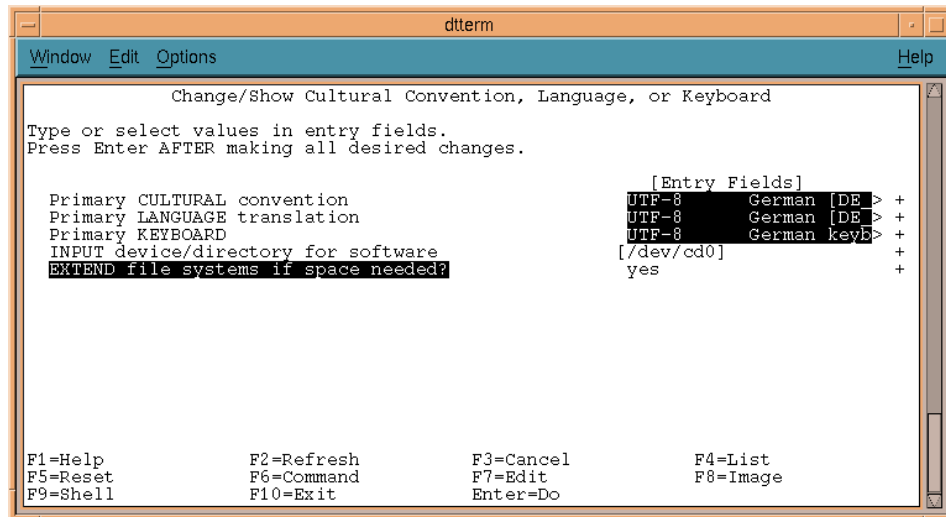 dtterm
Window Edit Options Help
Change/Show Cultural Convention, Language, or Keyboard
Type or select values in entry fields.
Press Enter AFTER making all desired changes.
[Entry Fields]
Primary CULTURAL convention UTF-8 German [DE_> +
Primary LANGUAGE translation UTF-8 German [DE_> +
Primary KEYBOARD UTF-8 German keyb> +
INPUT device/directory for software [/dev/cd0] +
EXTEND file systems if space needed? yes +
F1=Help F2=Refresh F3=Cancel F4=List
F5=Reset F6=Command F7=Edit F8=Image
F9=Shell F10=Exit Enter=Do